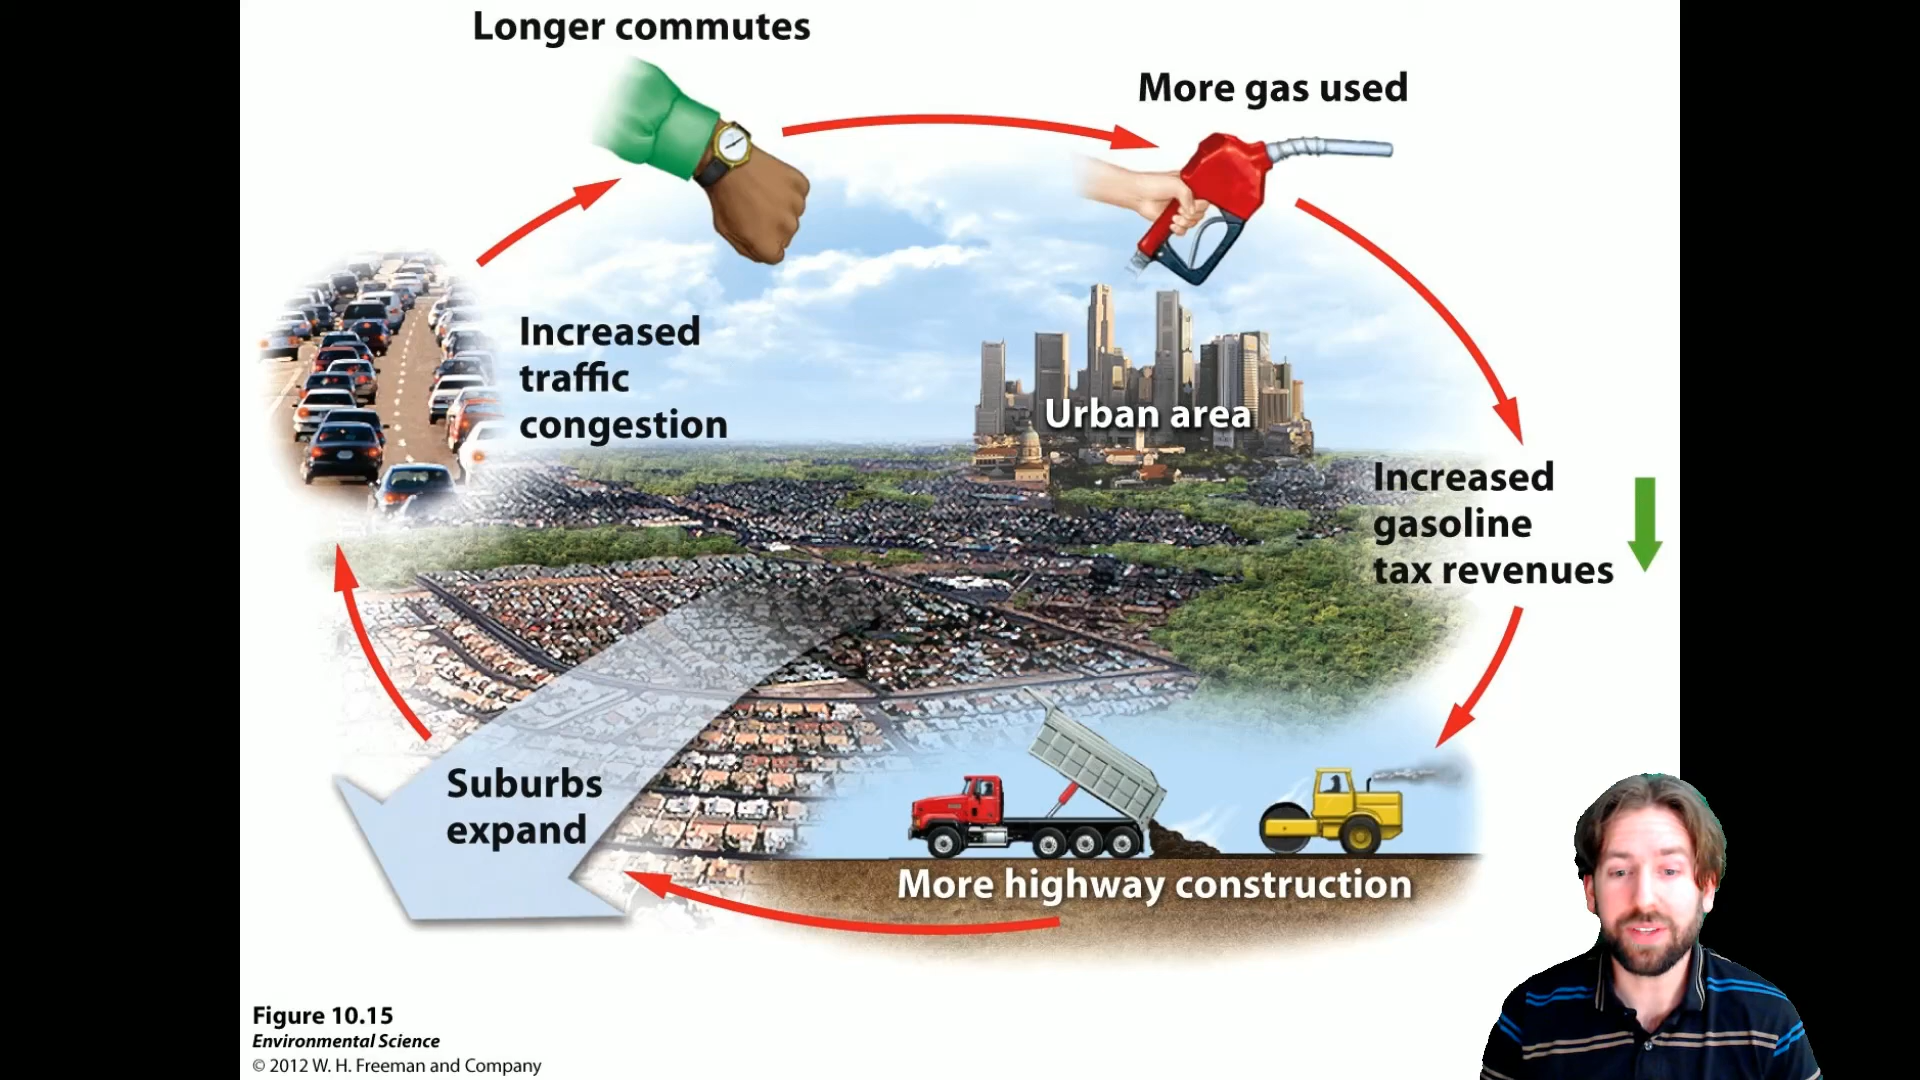 Longer commutes
More gas used
Increased
traffic
congestion
Urban area
Increased
gasoline
tax revenues
Suburbs
expand
More highway construction
Figure 10.15
Environmental Science
© 2012 W. H. Freeman and Company